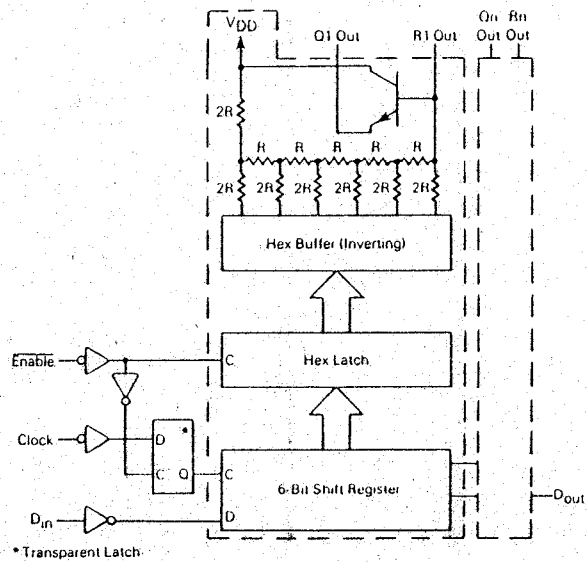 VDD
Q1 Out
R1 Out
Qn Out
Rn Out
2R
R R R R R
2R 2R 2R 2R 2R 2R
Hex Buffer (Inverting)
Enable
C
Hex Latch
Clock
D
*
C
Q
C
6-Bit Shift Register
Din
D
Dout
* Transparent Latch